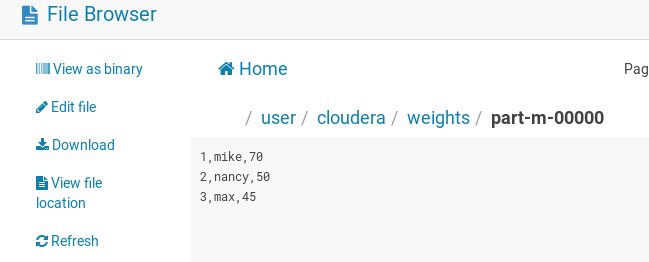 File Browser
View as binary
Edit file
Download
View file
location
Refresh
Home
Pag
/ user / cloudera / weights / part-m-00000
1,mike,70
2,nancy,50
3,max,45